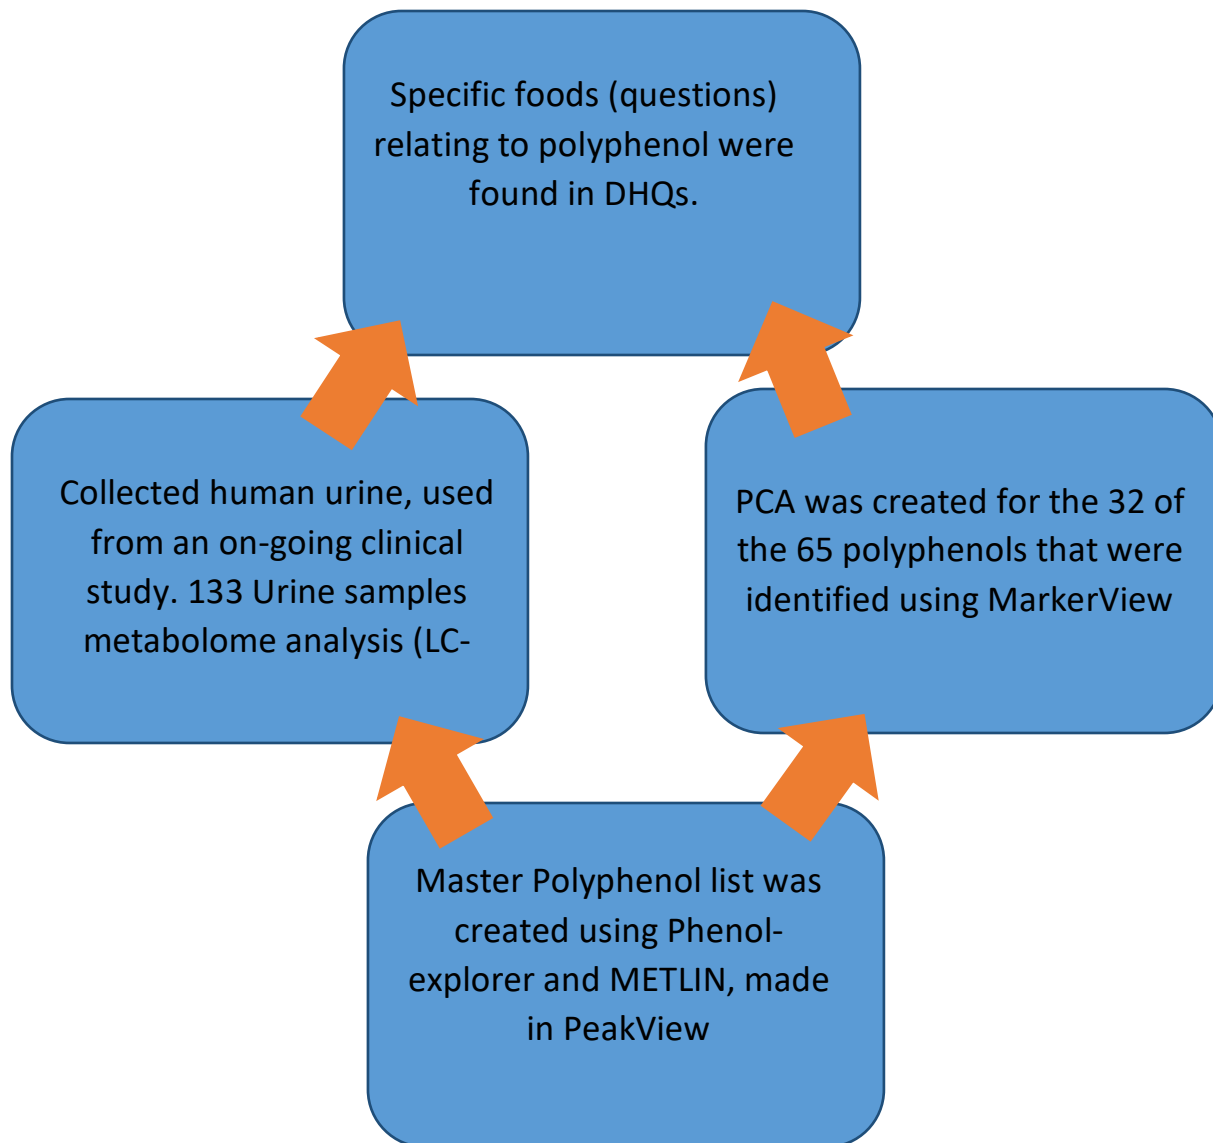 Specific foods (questions)
relating to polyphenol were
found in DHQs.
Collected human urine, used
from an on-going clinical
study. 133 Urine samples
metabolome analysis (LC-
PCA was created for the 32 of
the 65 polyphenols that were
identified using MarkerView
Master Polyphenol list was
created using Phenol-
explorer and METLIN, made
in PeakView